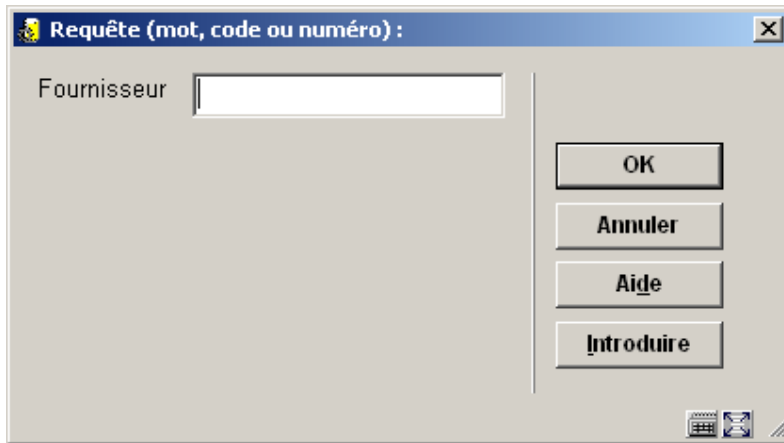 Requête (mot, code ou numéro) :
Fournisseur
OK
Annuler
Aide
Introduire